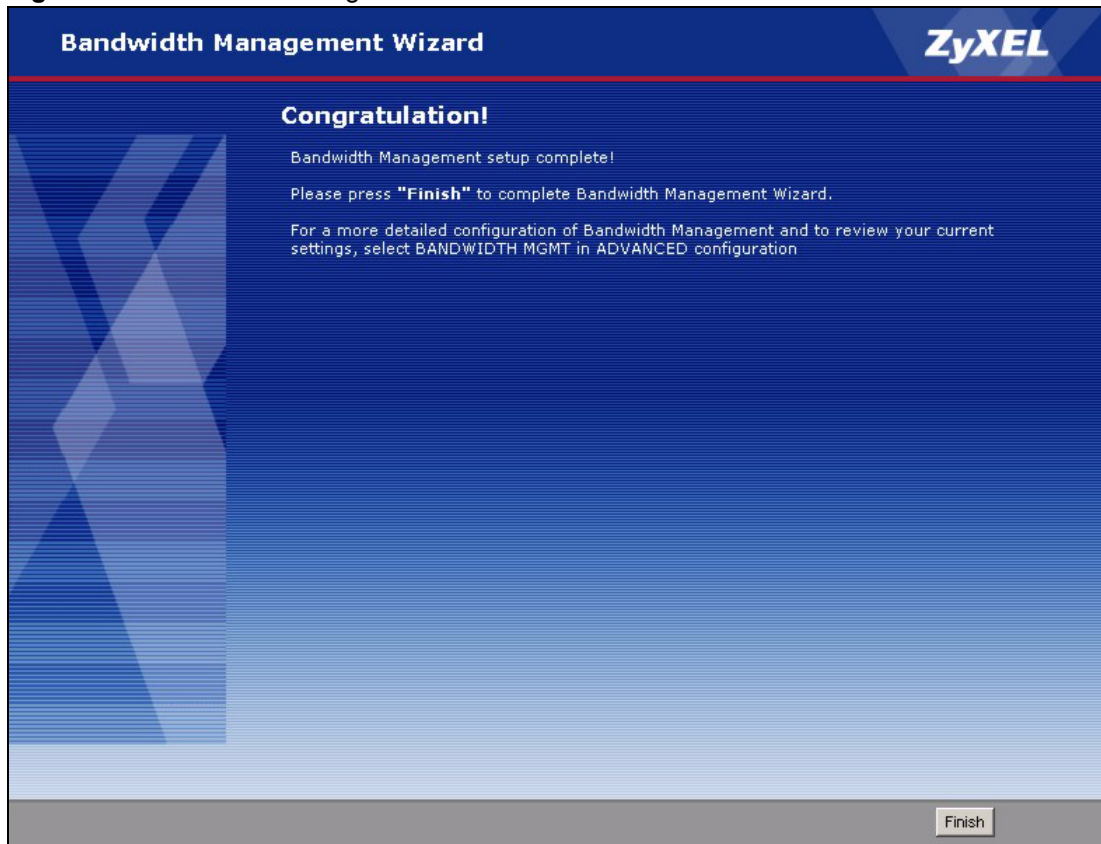 Bandwidth Management Wizard
ZyXEL
Congratulation!
Bandwidth Management setup complete!
Please press "Finish" to complete Bandwidth Management Wizard.
For a more detailed configuration of Bandwidth Management and to review your current
settings, select BANDWIDTH MGMT in ADVANCED configuration
Finish